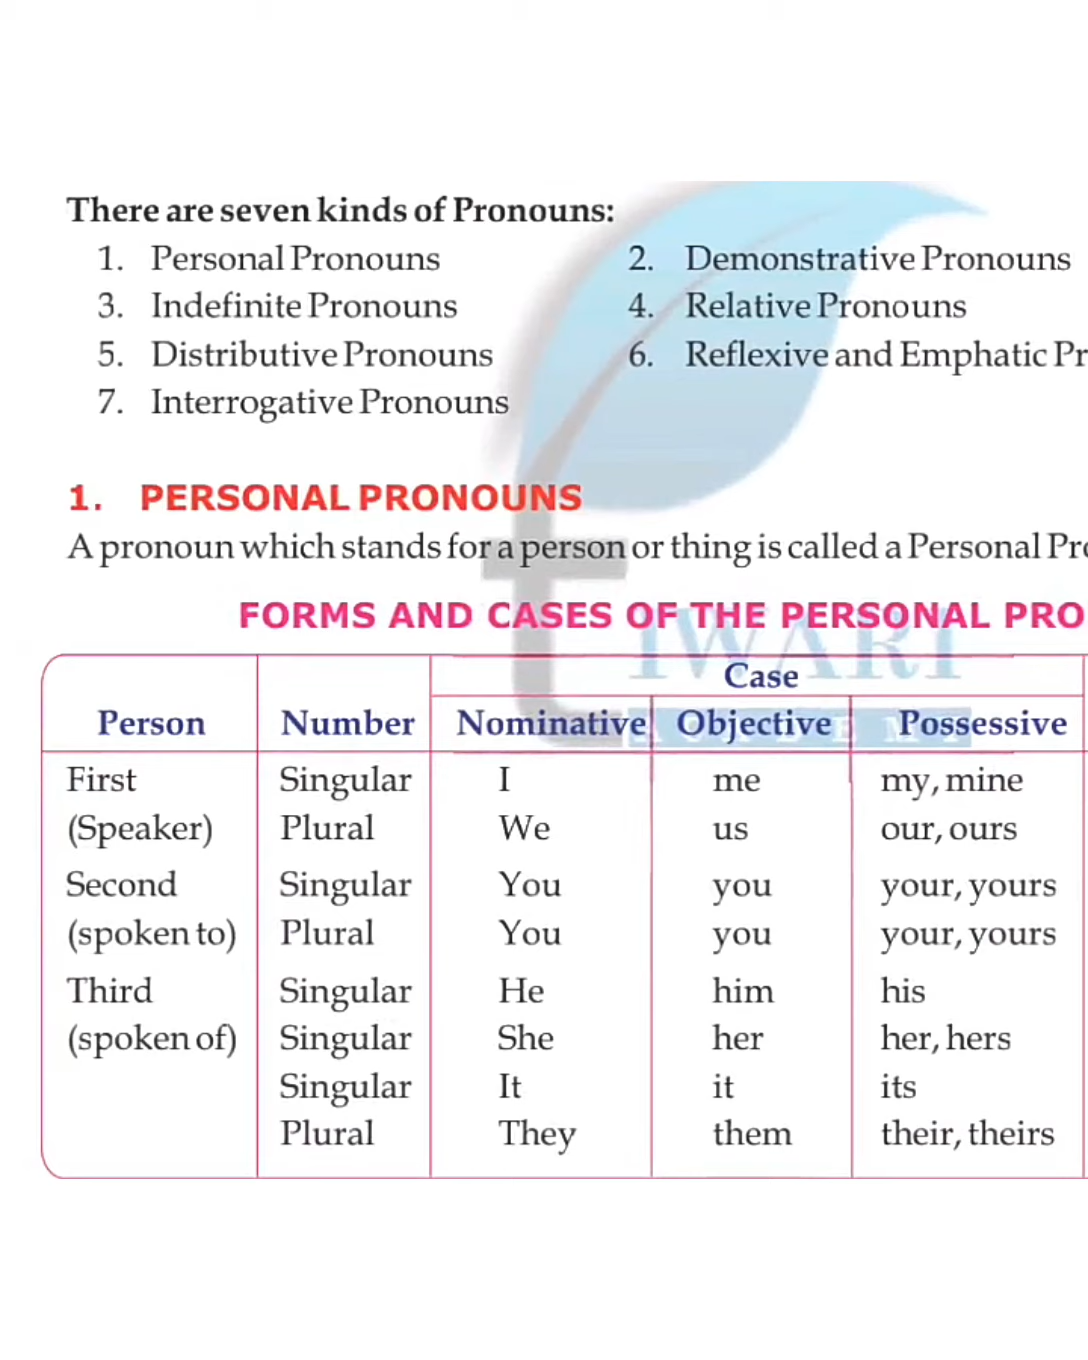 There are seven kinds of Pronouns:
1. Personal Pronouns 2. Demonstrative Pronouns
3. Indefinite Pronouns 4. Relative Pronouns
5. Distributive Pronouns 6. Reflexive and Emphatic Pr
7. Interrogative Pronouns
1. PERSONAL PRONOUNS
A pronoun which stands for a person or thing is called a Personal Pro
FORMS AND CASES OF THE PERSONAL PRO
TIWARI
ACADEMY
Case
Person Number Nominative Objective Possessive
First Singular I me my, mine
(Speaker) Plural We us our, ours
Second Singular You you your, yours
(spoken to) Plural You you your, yours
Third Singular He him his
(spoken of) Singular She her her, hers
Singular It it its
Plural They them their, theirs